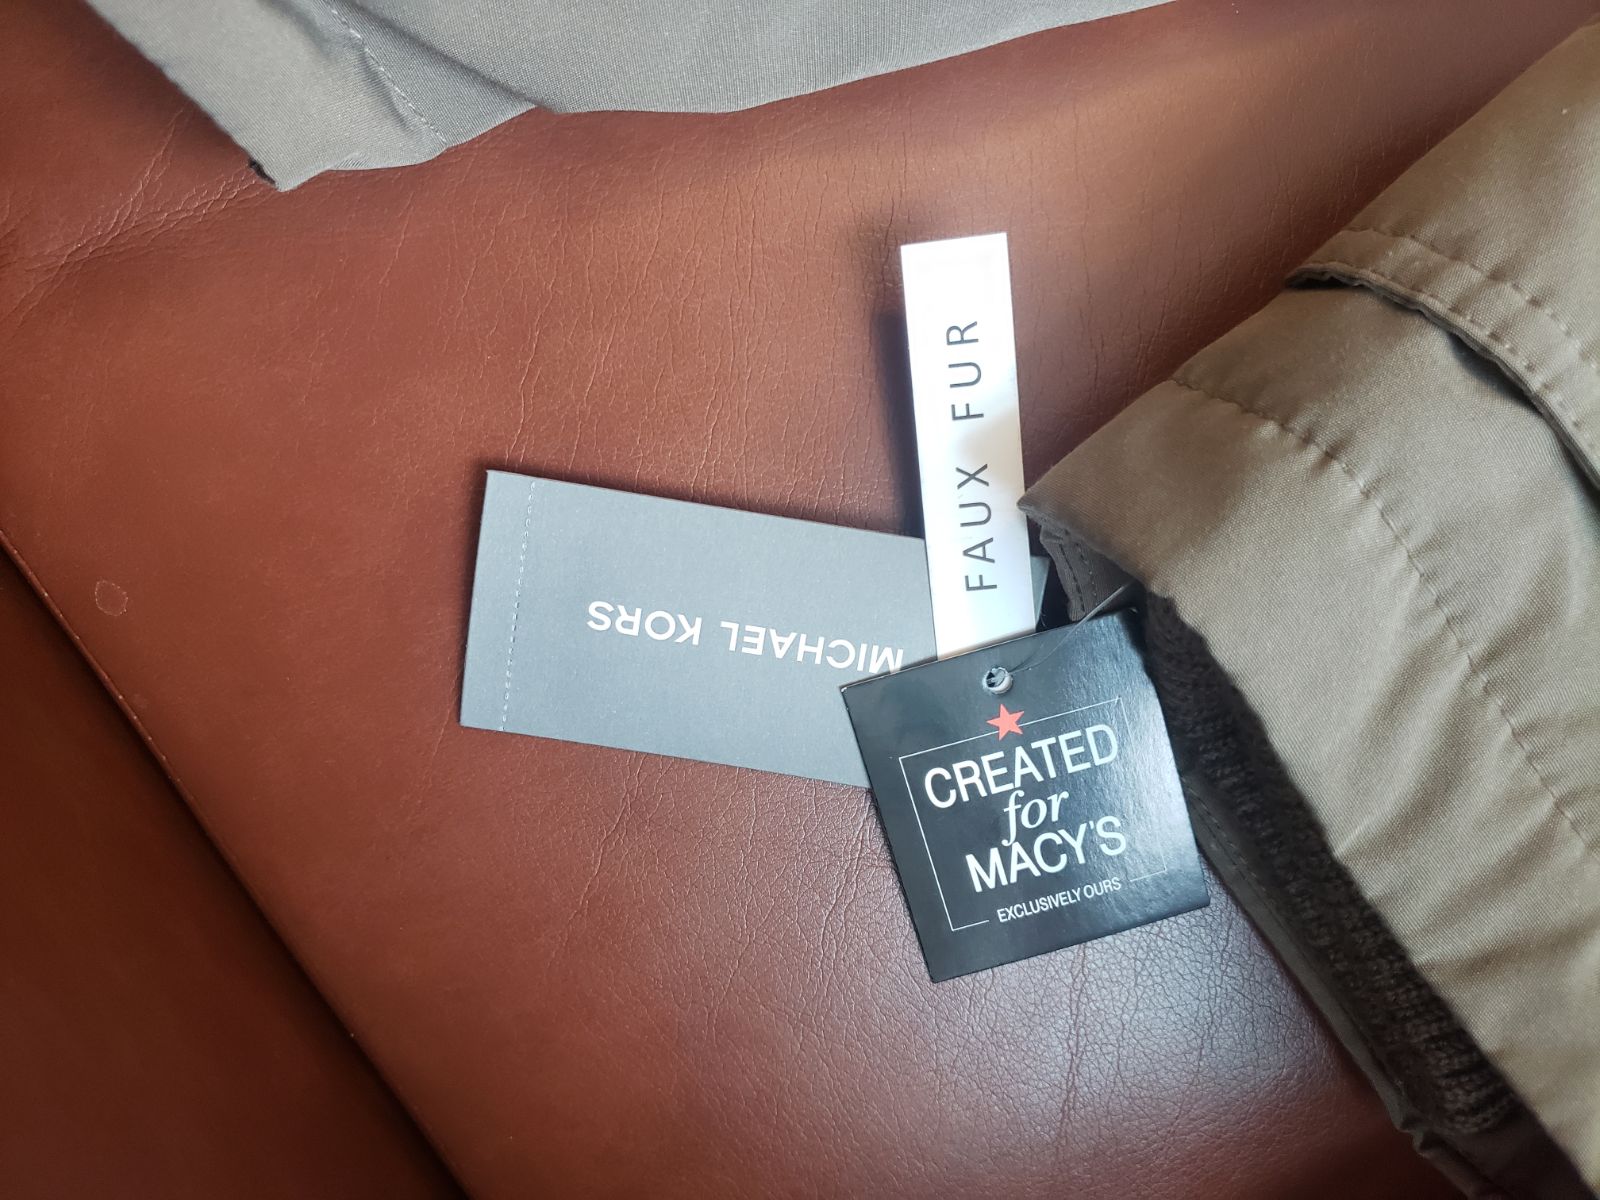 FAUX FUR
MICHAEL KORS
CREATED
for
MACY'S
EXCLUSIVELY OURS